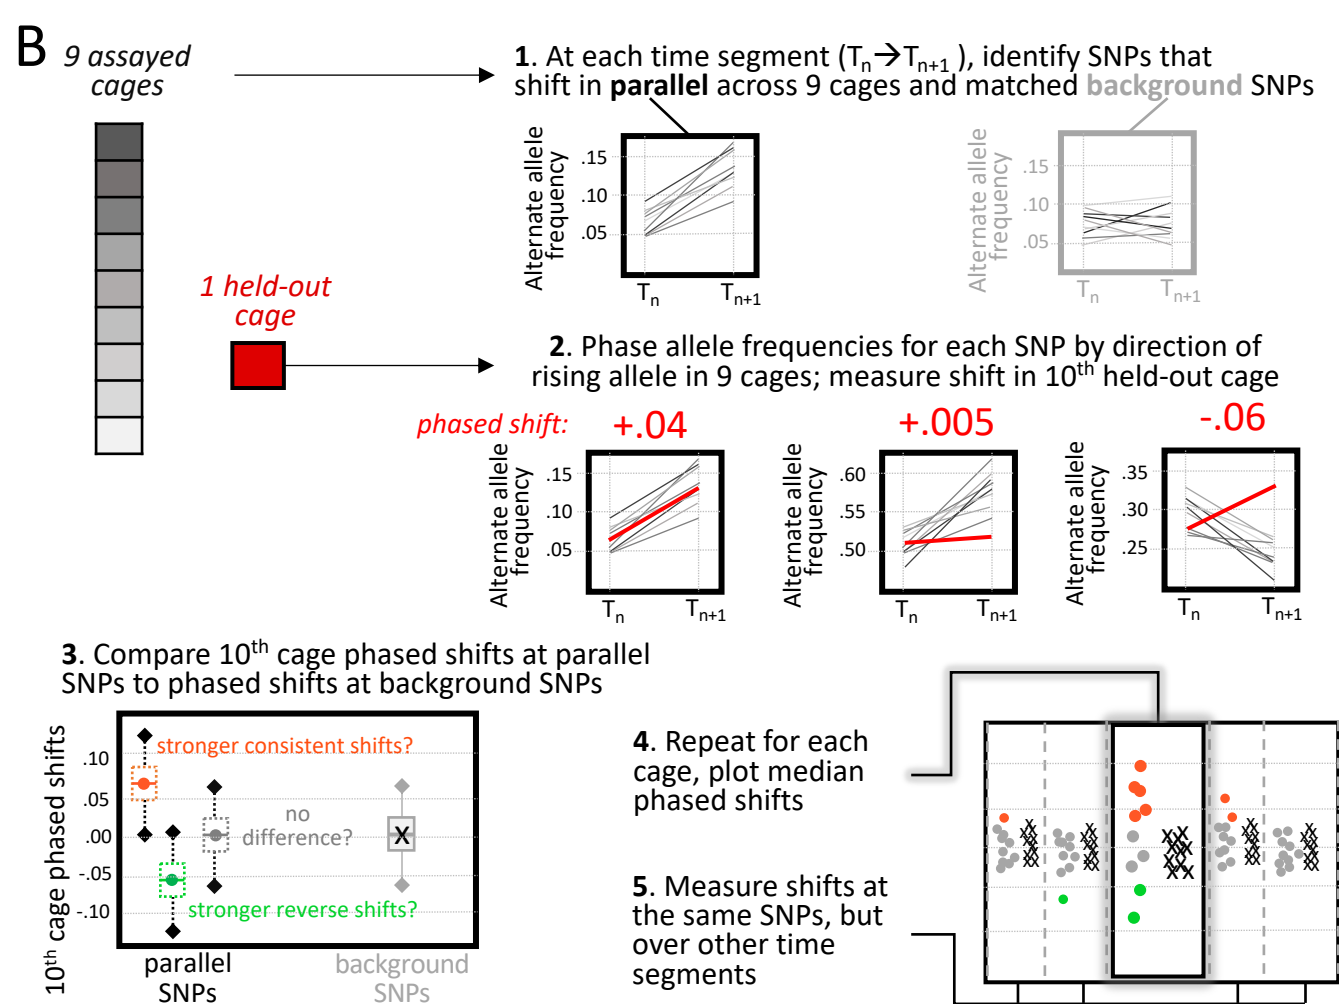 B
9 assayed
cages
1. At each time segment (Tn→Tn+1 ), identify SNPs that
shift in parallel across 9 cages and matched background SNPs
Alternate allele
frequency
.15
.10
.05
Tn
Tn+1
Alternate allele
frequency
.15
.10
.05
Tn
Tn+1
1 held-out
cage
2. Phase allele frequencies for each SNP by direction of
rising allele in 9 cages; measure shift in 10th held-out cage
phased shift:
+.04
+.005
-.06
Alternate allele
frequency
.15
.10
.05
Tn
Tn+1
Alternate allele
frequency
.60
.55
.50
Tn
Tn+1
Alternate allele
frequency
.35
.30
.25
Tn
Tn+1
3. Compare 10th cage phased shifts at parallel
SNPs to phased shifts at background SNPs
10th cage phased shifts
.10
.05
.00
-.05
-.10
stronger consistent shifts?
no
difference?
X
stronger reverse shifts?
parallel
SNPs
background
SNPs
4. Repeat for each
cage, plot median
phased shifts
5. Measure shifts at
the same SNPs, but
over other time
segments